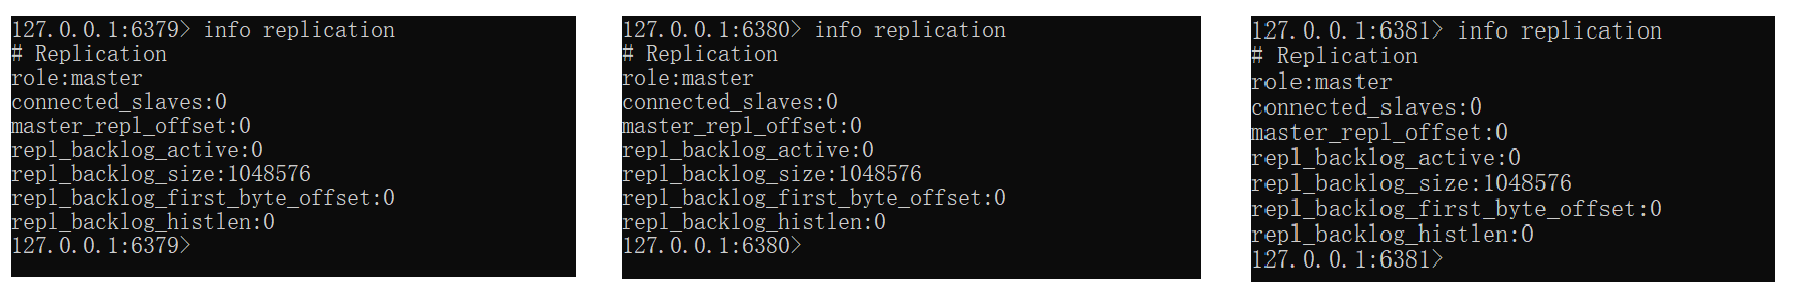 127.0.0.1:6379> info replication
# Replication
role:master
connected_slaves:0
master_repl_offset:0
repl_backlog_active:0
repl_backlog_size:1048576
repl_backlog_first_byte_offset:0
repl_backlog_histlen:0
127.0.0.1:6379>
127.0.0.1:6380> info replication
# Replication
role:master
connected_slaves:0
master_repl_offset:0
repl_backlog_active:0
repl_backlog_size:1048576
repl_backlog_first_byte_offset:0
repl_backlog_histlen:0
127.0.0.1:6380>
127.0.0.1:6381> info replication
# Replication
role:master
connected_slaves:0
master_repl_offset:0
repl_backlog_active:0
repl_backlog_size:1048576
repl_backlog_first_byte_offset:0
repl_backlog_histlen:0
127.0.0.1:6381>